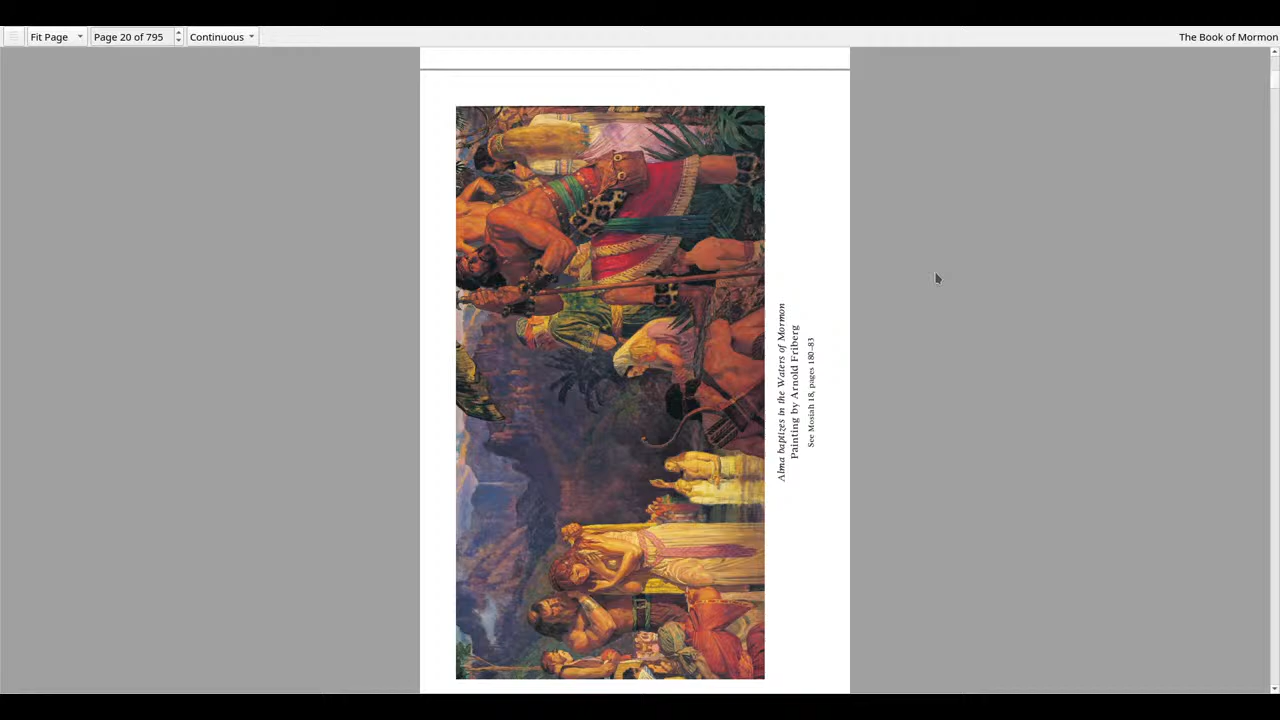 Fit Page
Page 20 of 795
Continuous
The Book of Mormon
Alma baptizes in the Waters of Mormon
Painting by Arnold Friberg
See Mosiah 18, pages 180–83